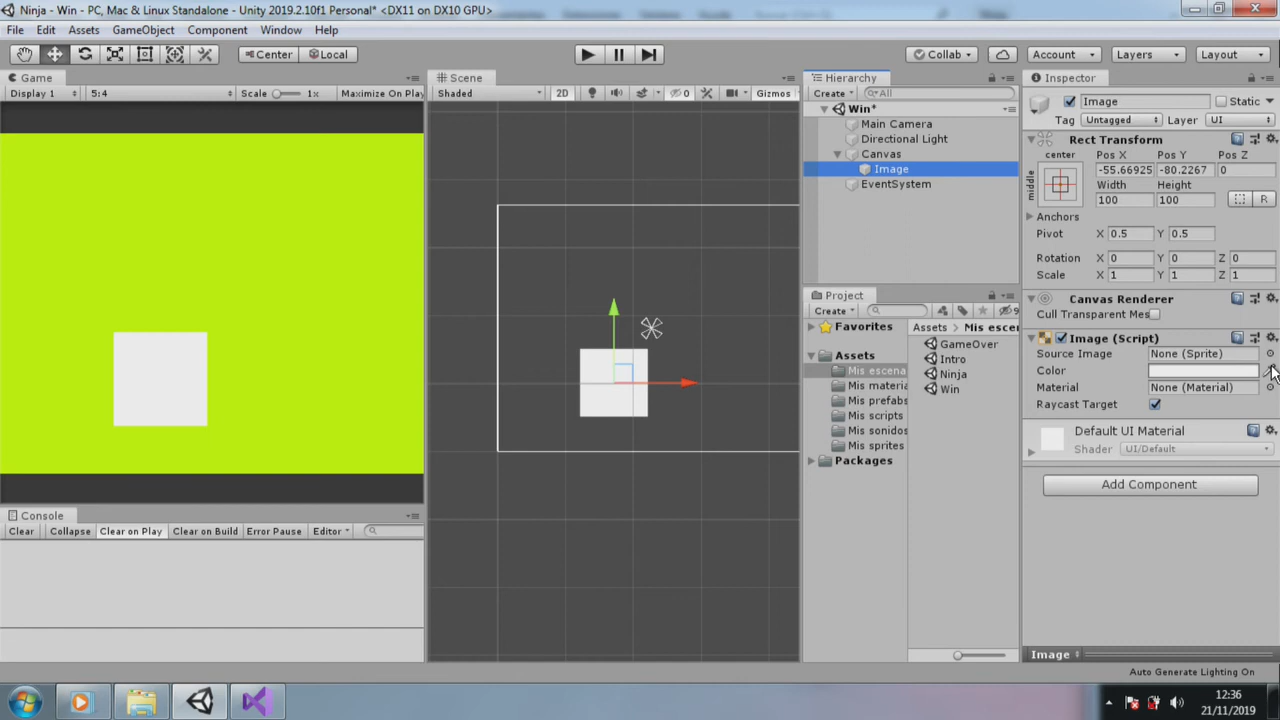 Ninja - Win - PC, Mac & Linux Standalone - Unity 2019.2.10f1 Personal* <DX11 on DX10 GPU>
File Edit Assets GameObject Component Window Help
Center Local Collab Account Layers Layout
Game
Display 1 5:4 Scale 1x Maximize On Play
Scene
Shaded 2D 0 Gizmos
Hierarchy
Create All
Win*
Main Camera
Directional Light
Canvas
Image
EventSystem
Project
Create 9
Favorites
Assets
Mis escena
Mis materia
Mis prefabs
Mis scripts
Mis sonidos
Mis sprites
Packages
Assets Mis escen
GameOver
Intro
Ninja
Win
Inspector
Image Static
Tag Untagged Layer UI
Rect Transform
center Pos X Pos Y Pos Z
middle -55.66925 -80.2267 0
Width Height
100 100 R
Anchors
Pivot X 0.5 Y 0.5
Rotation X 0 Y 0 Z 0
Scale X 1 Y 1 Z 1
Canvas Renderer
Cull Transparent Mes
Image (Script)
Source Image None (Sprite)
Color
Material None (Material)
Raycast Target
Default UI Material
Shader UI/Default
Add Component
Image
Console
Clear Collapse Clear on Play Clear on Build Error Pause Editor
Auto Generate Lighting On
12:36
21/11/2019